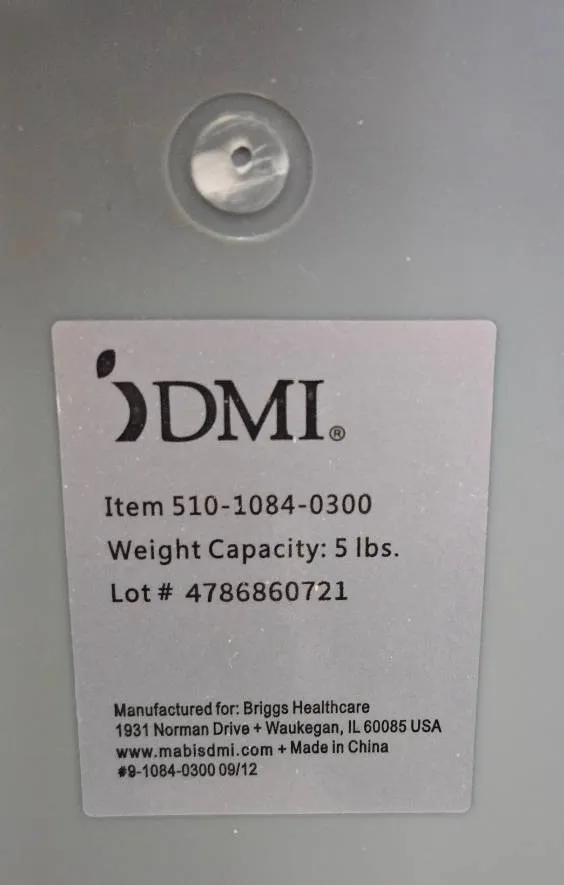 DMI®
Item 510-1084-0300
Weight Capacity: 5 lbs.
Lot # 4786860721
Manufactured for: Briggs Healthcare
1931 Norman Drive + Waukegan, IL 60085 USA
www.mabisdmi.com + Made in China
#9-1084-0300 09/12